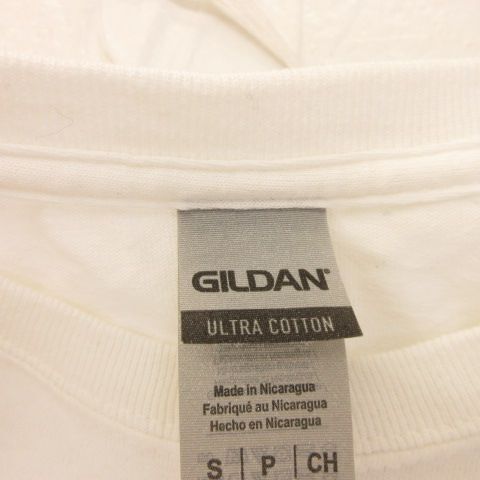 GILDAN®
ULTRA COTTON
Made in Nicaragua
Fabriqué au Nicaragua
Hecho en Nicaragua
S | P | CH